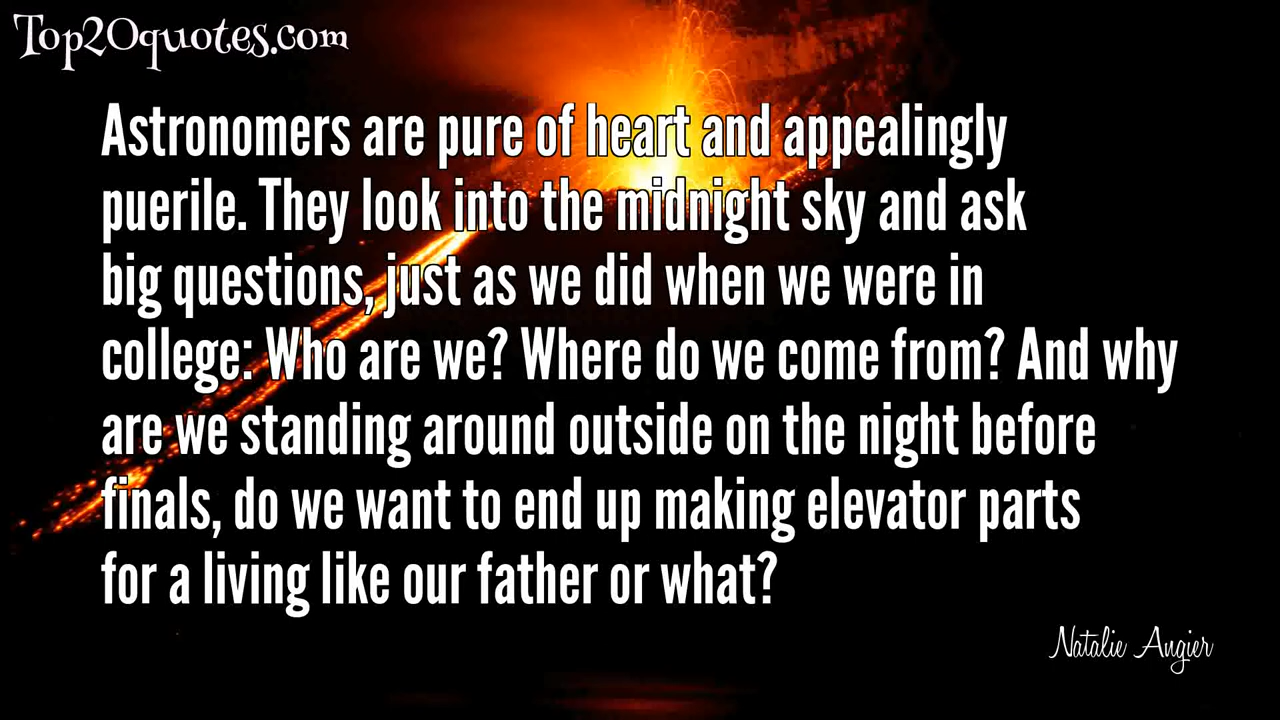 Top20quotes.com
Astronomers are pure of heart and appealingly
puerile. They look into the midnight sky and ask
big questions, just as we did when we were in
college: Who are we? Where do we come from? And why
are we standing around outside on the night before
finals, do we want to end up making elevator parts
for a living like our father or what?
Natalie Angier